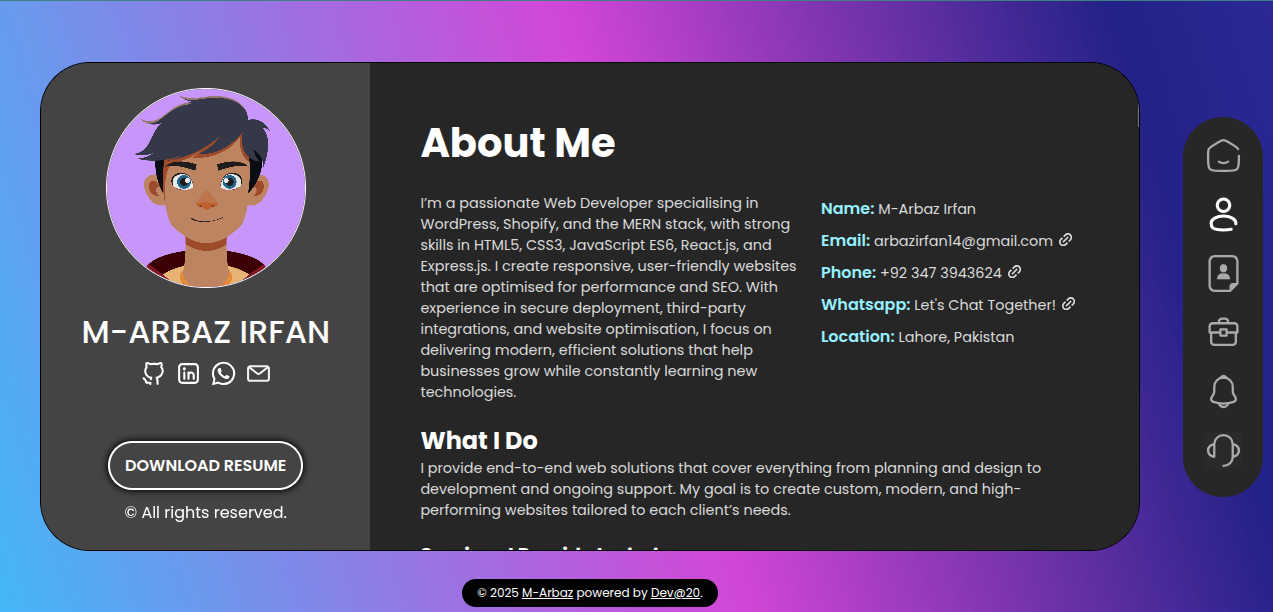 M-ARBAZ IRFAN
DOWNLOAD RESUME
© All rights reserved.
About Me
I’m a passionate Web Developer specialising in
WordPress, Shopify, and the MERN stack, with strong
skills in HTML5, CSS3, JavaScript ES6, React.js, and
Express.js. I create responsive, user-friendly websites
that are optimised for performance and SEO. With
experience in secure deployment, third-party
integrations, and website optimisation, I focus on
delivering modern, efficient solutions that help
businesses grow while constantly learning new
technologies.
Name: M-Arbaz Irfan
Email: arbazirfan14@gmail.com
Phone: +92 347 3943624
Whatsapp: Let's Chat Together!
Location: Lahore, Pakistan
What I Do
I provide end-to-end web solutions that cover everything from planning and design to
development and ongoing support. My goal is to create custom, modern, and high-
performing websites tailored to each client’s needs.
© 2025 M-Arbaz powered by Dev@20.